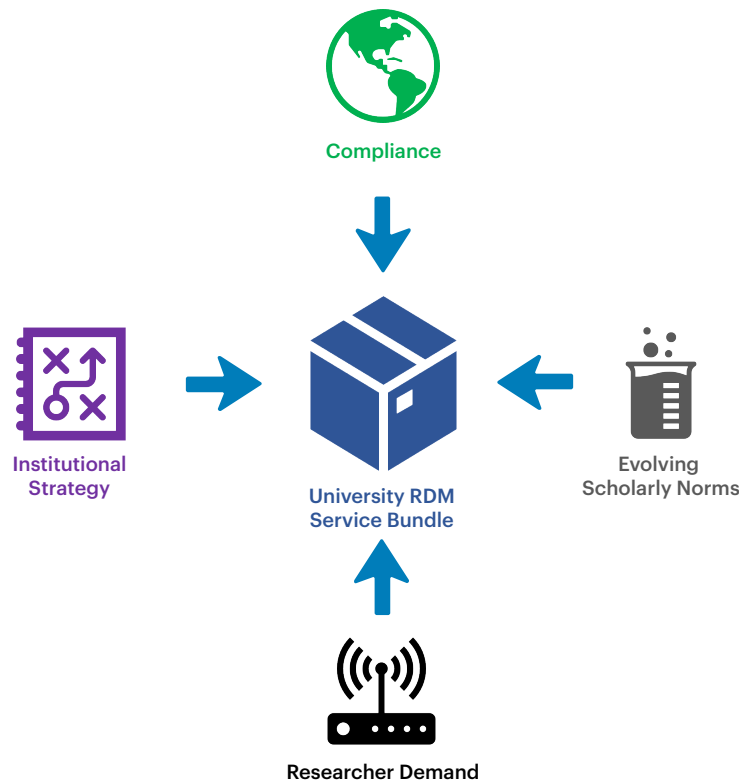 Compliance
Institutional
Strategy
University RDM
Service Bundle
Evolving
Scholarly Norms
Researcher Demand